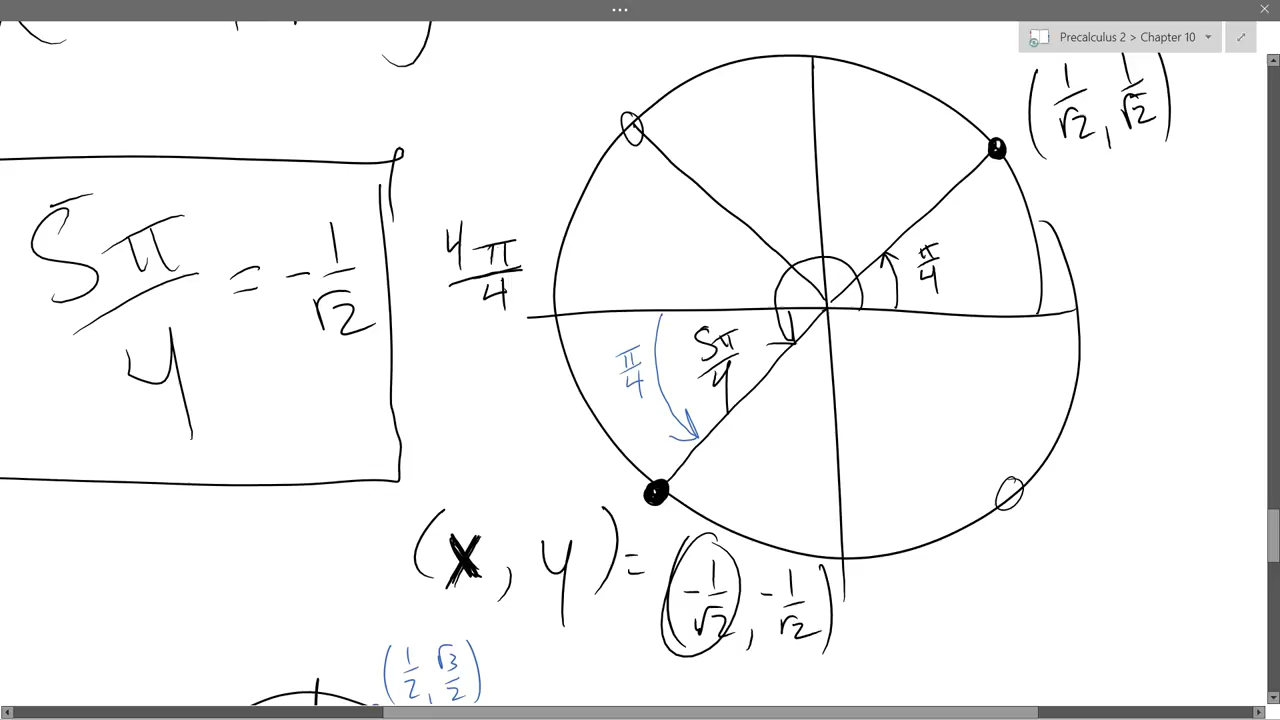 Precalculus 2 > Chapter 10
(1/√2, 1/√2)
5π/4 = -1/√2
4π/4
π/4
5π/4
π/4
(x, y) = (-1/√2, -1/√2)
(1/2, √3/2)